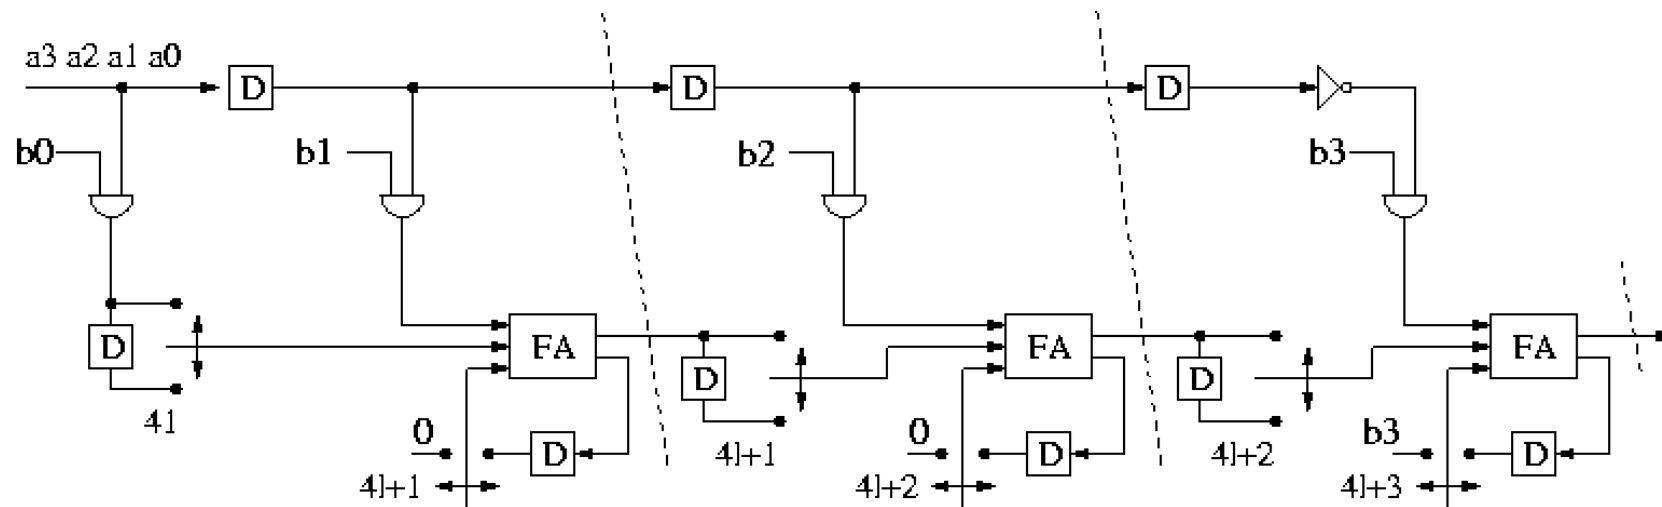 a3 a2 a1 a0
D D D
b0 b1 b2 b3
FA FA FA
D D D
4l 4l+1 4l+2
0 0 b3
D D D
4l+1 4l+2 4l+3